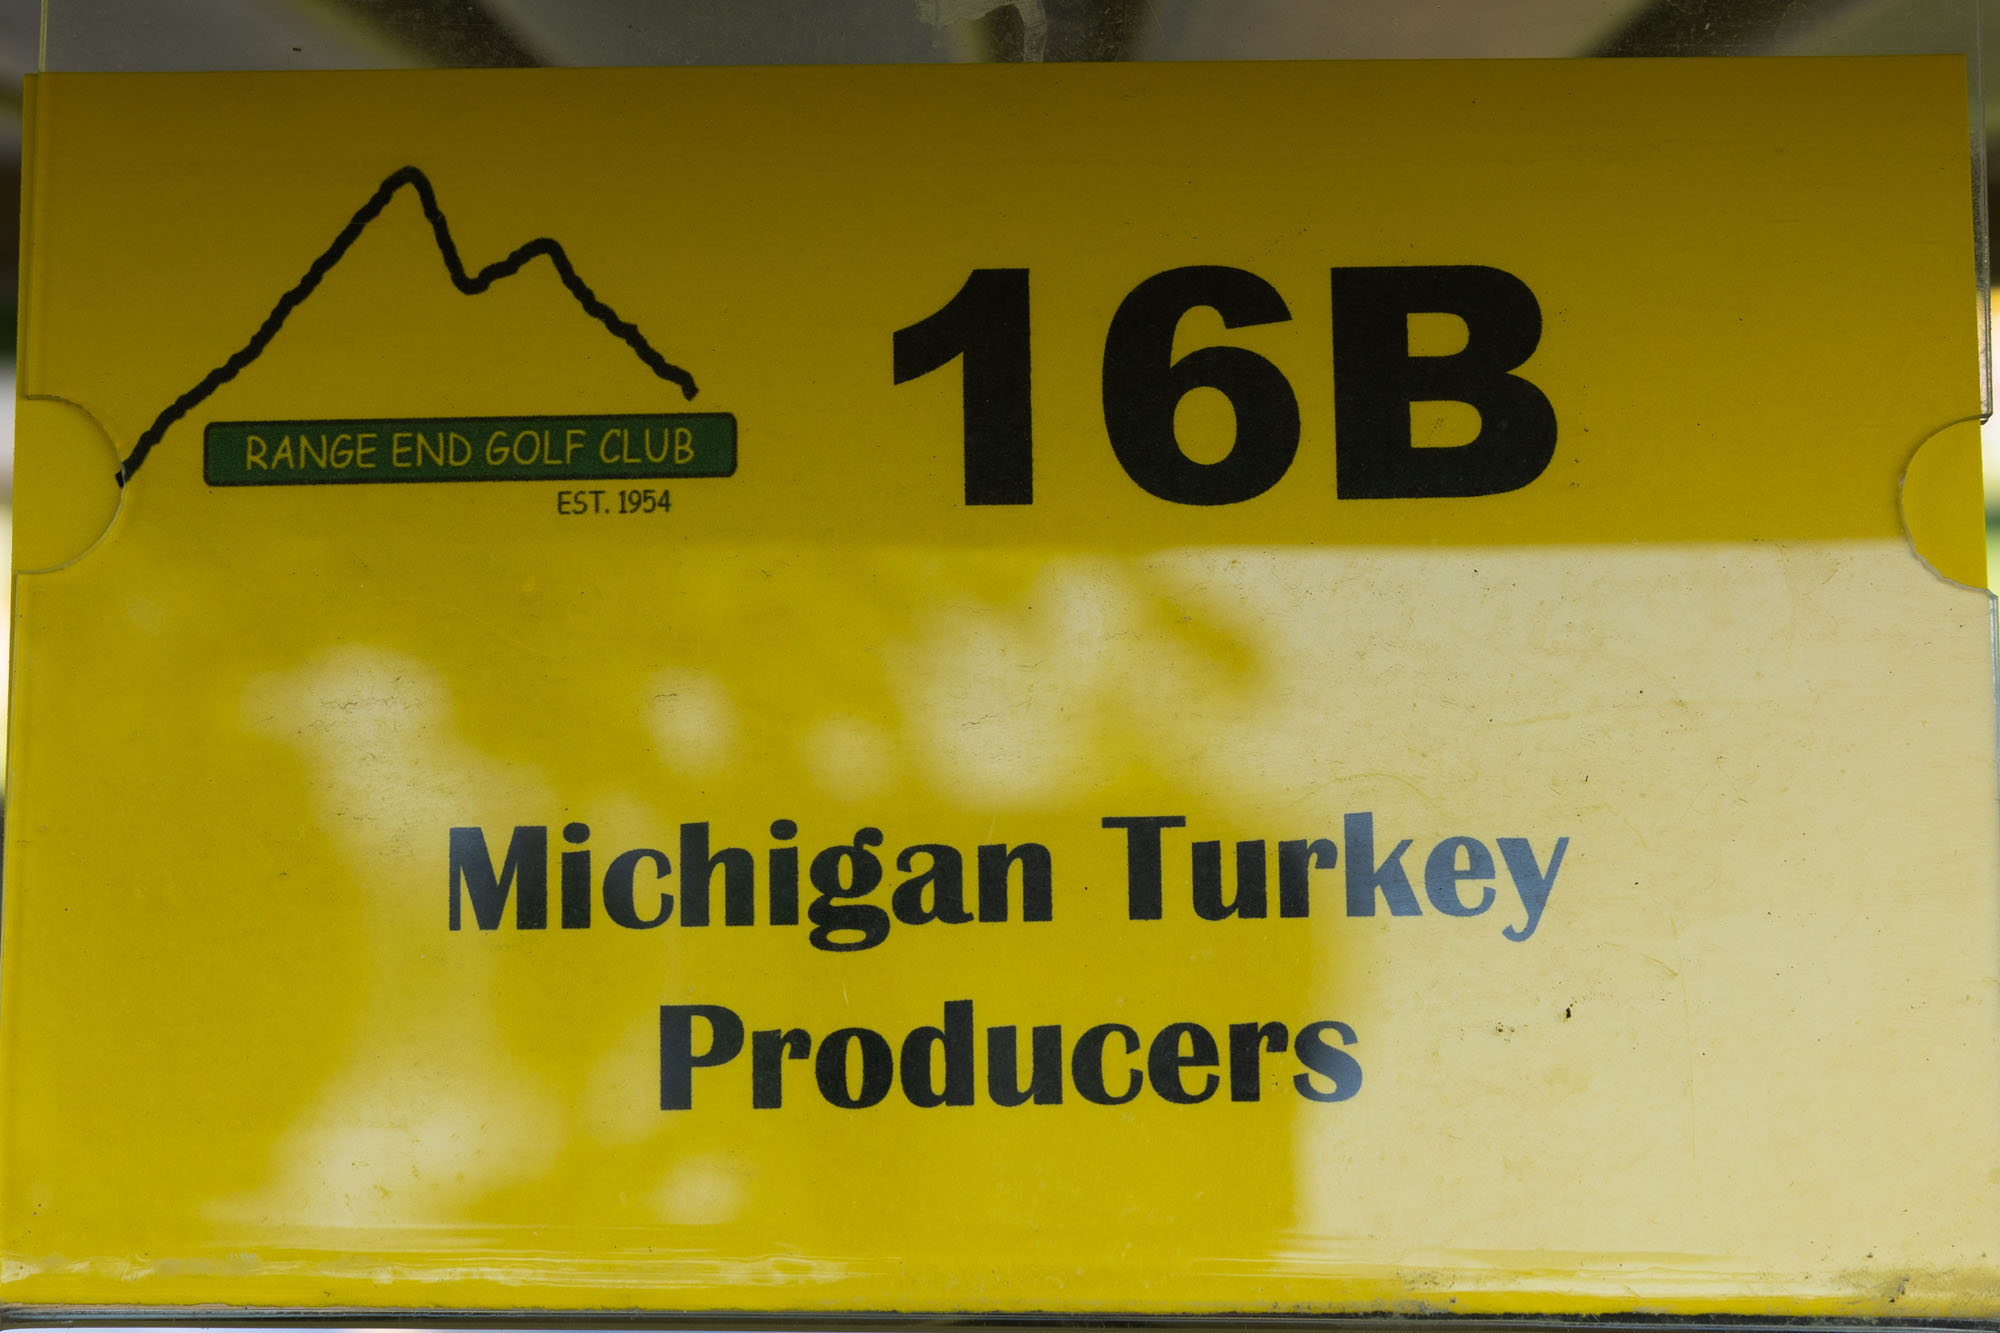 RANGE END GOLF CLUB
EST. 1954
16B
Michigan Turkey
Producers